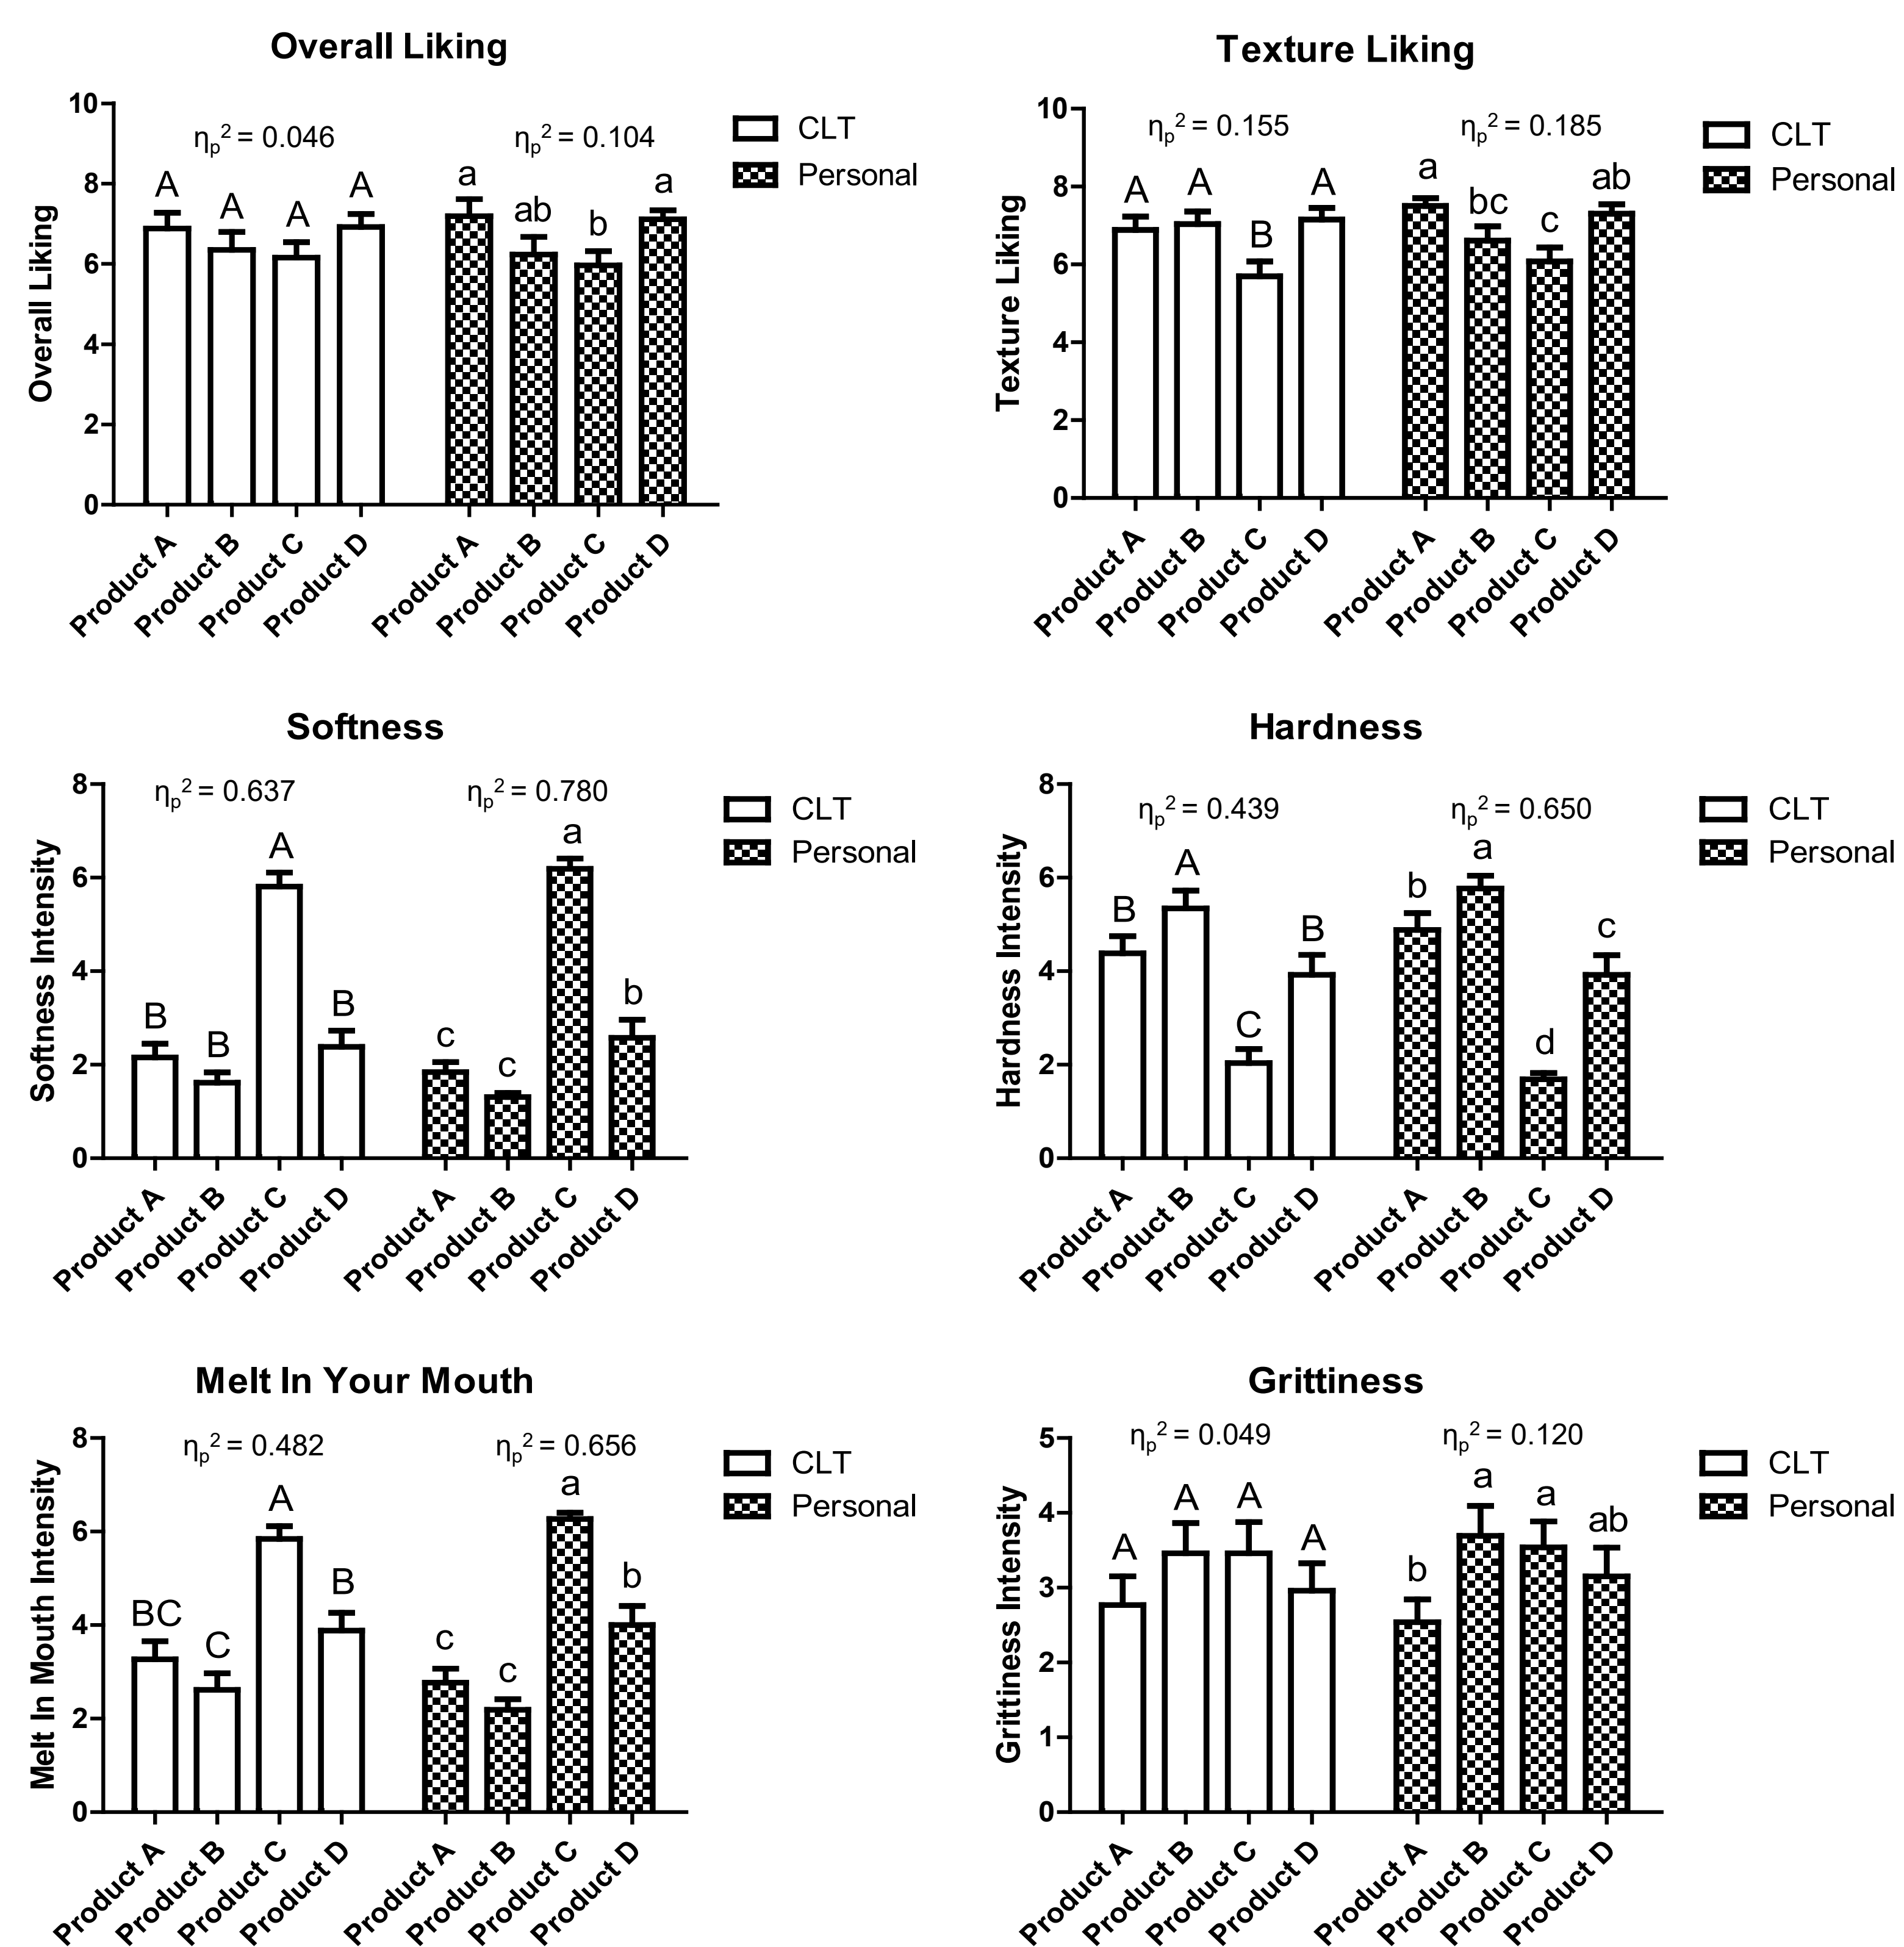 Overall Liking
ηp² = 0.046
ηp² = 0.104
CLT
Personal
Overall Liking
10
8
6
4
2
0
A
A
A
A
a
ab
b
a
Product A
Product B
Product C
Product D
Product A
Product B
Product C
Product D
Texture Liking
ηp² = 0.155
ηp² = 0.185
CLT
Personal
Texture Liking
10
8
6
4
2
0
A
A
B
A
a
bc
c
ab
Product A
Product B
Product C
Product D
Product A
Product B
Product C
Product D
Softness
ηp² = 0.637
ηp² = 0.780
CLT
Personal
Softness Intensity
8
6
4
2
0
B
B
A
B
c
c
a
b
Product A
Product B
Product C
Product D
Product A
Product B
Product C
Product D
Hardness
ηp² = 0.439
ηp² = 0.650
CLT
Personal
Hardness Intensity
8
6
4
2
0
B
A
C
B
b
a
d
c
Product A
Product B
Product C
Product D
Product A
Product B
Product C
Product D
Melt In Your Mouth
ηp² = 0.482
ηp² = 0.656
CLT
Personal
Melt In Mouth Intensity
8
6
4
2
0
BC
C
A
B
c
c
a
b
Product A
Product B
Product C
Product D
Product A
Product B
Product C
Product D
Grittiness
ηp² = 0.049
ηp² = 0.120
CLT
Personal
Grittiness Intensity
5
4
3
2
1
0
A
A
A
A
b
a
a
ab
Product A
Product B
Product C
Product D
Product A
Product B
Product C
Product D